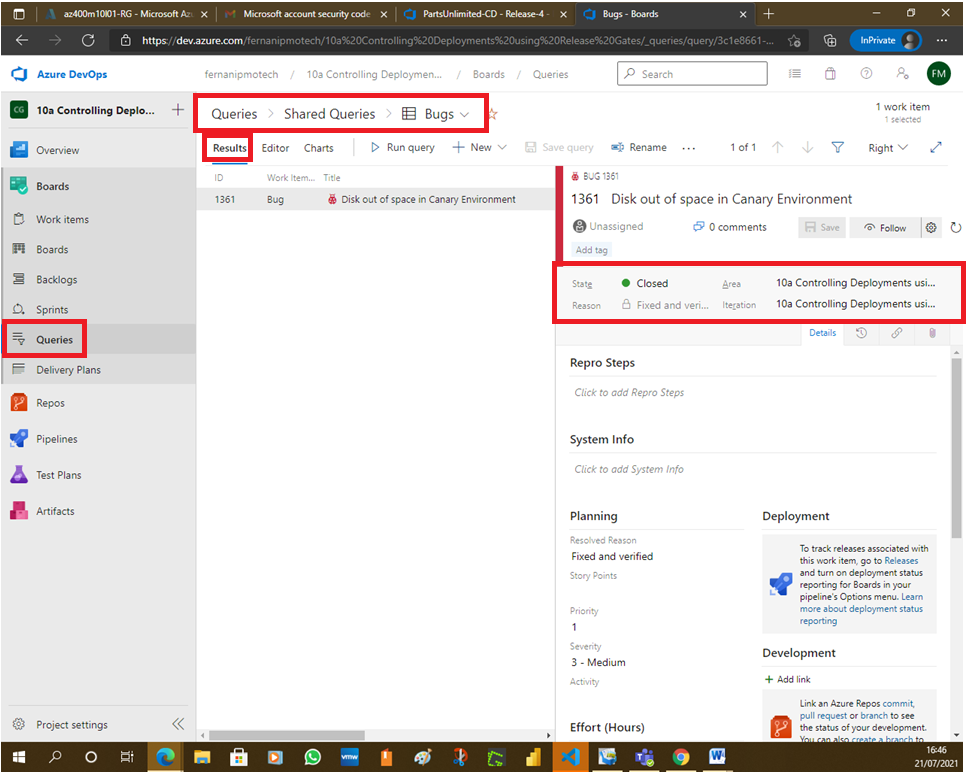 az400m10l01-RG - Microsoft Az
Microsoft account security code
PartsUnlimited-CD - Release-4 -
Bugs - Boards
https://dev.azure.com/fernanipmotech/10a%20Controlling%20Deployments%20using%20Release%20Gates/_queries/query/3c1e8661-...
InPrivate
Azure DevOps
fernanipmotech / 10a Controlling Deploymen... / Boards / Queries
Search
FM
CG
10a Controlling Deplo...
Queries > Shared Queries > Bugs
1 work item
1 selected
Overview
Results
Editor
Charts
Run query
New
Save query
Rename
...
1 of 1
Right
Boards
Work items
Boards
Backlogs
Sprints
Queries
Delivery Plans
Repos
Pipelines
Test Plans
Artifacts
Project settings
ID
Work Item...
Title
1361
Bug
Disk out of space in Canary Environment
BUG 1361
1361 Disk out of space in Canary Environment
Unassigned
0 comments
Save
Follow
Add tag
State
Closed
Area
10a Controlling Deployments usi...
Reason
Fixed and veri...
Iteration
10a Controlling Deployments usi...
Details
Repro Steps
Click to add Repro Steps
System Info
Click to add System Info
Planning
Resolved Reason
Fixed and verified
Story Points
Priority
1
Severity
3 - Medium
Activity
Effort (Hours)
Deployment
To track releases associated with
this work item, go to Releases
and turn on deployment status
reporting for Boards in your
pipeline's Options menu. Learn
more about deployment status
reporting
Development
Add link
Link an Azure Repos commit,
pull request or branch to see
the status of your development.
You can also create a branch to
vmw
16:46
21/07/2021